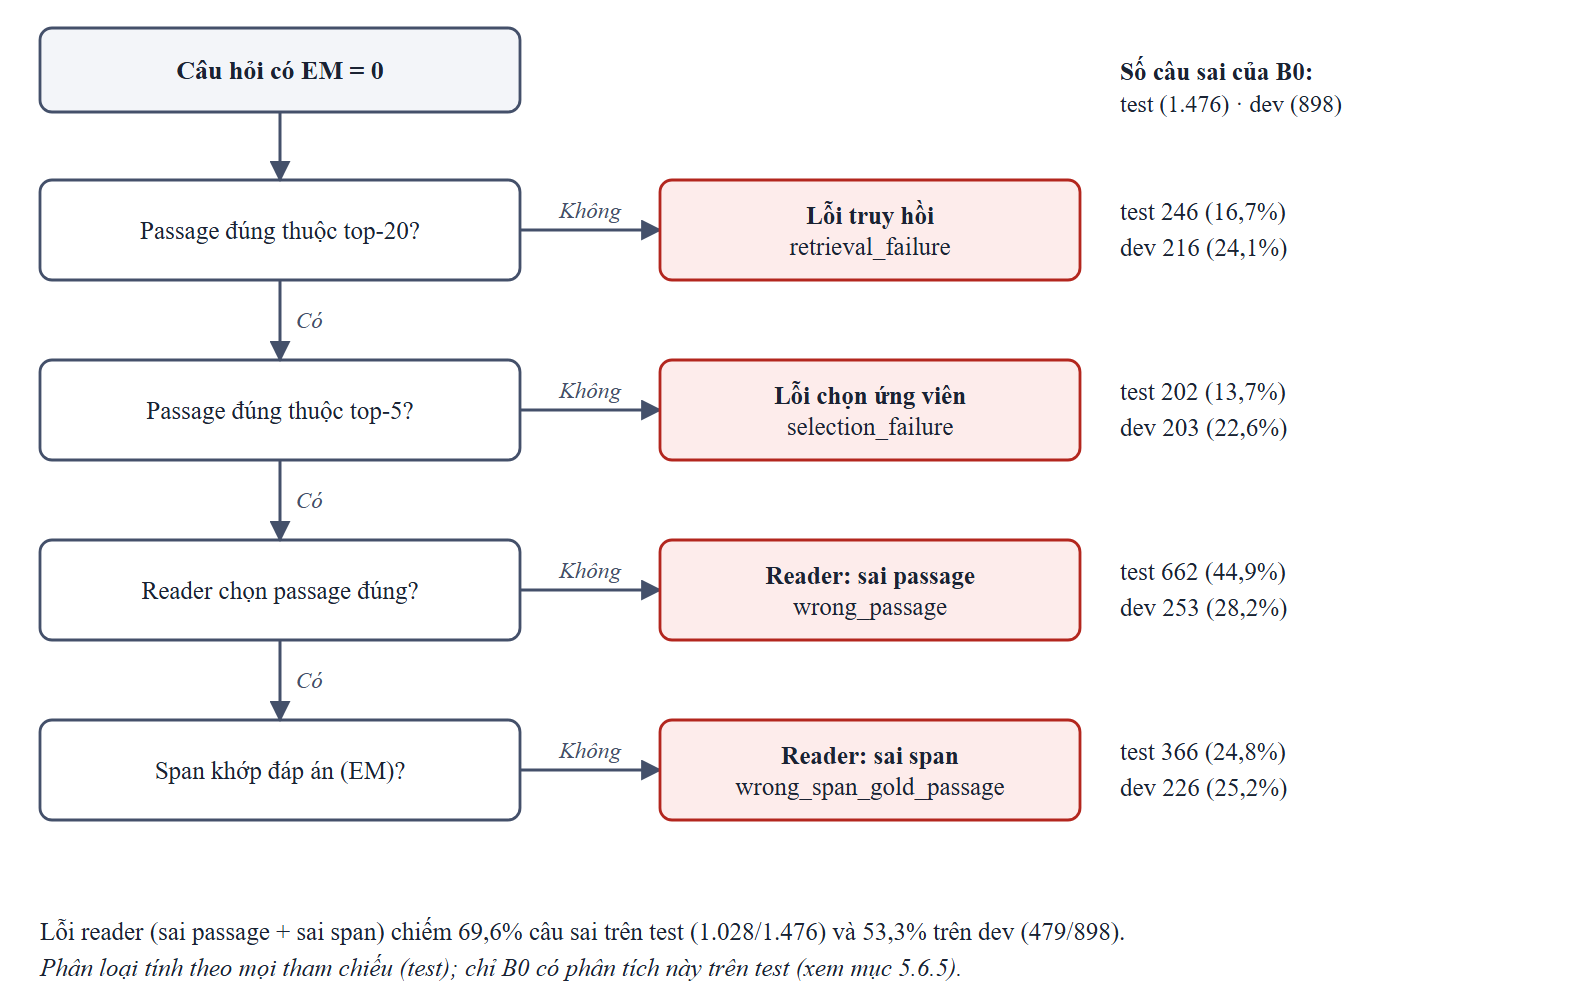 Câu hỏi có EM = 0
Số câu sai của B0:
test (1.476) · dev (898)
Passage đúng thuộc top-20?
Không
Lỗi truy hồi
retrieval_failure
test 246 (16,7%)
dev 216 (24,1%)
Có
Passage đúng thuộc top-5?
Không
Lỗi chọn ứng viên
selection_failure
test 202 (13,7%)
dev 203 (22,6%)
Có
Reader chọn passage đúng?
Không
Reader: sai passage
wrong_passage
test 662 (44,9%)
dev 253 (28,2%)
Có
Span khớp đáp án (EM)?
Không
Reader: sai span
wrong_span_gold_passage
test 366 (24,8%)
dev 226 (25,2%)
Lỗi reader (sai passage + sai span) chiếm 69,6% câu sai trên test (1.028/1.476) và 53,3% trên dev (479/898).
Phân loại tính theo mọi tham chiếu (test); chỉ B0 có phân tích này trên test (xem mục 5.6.5).